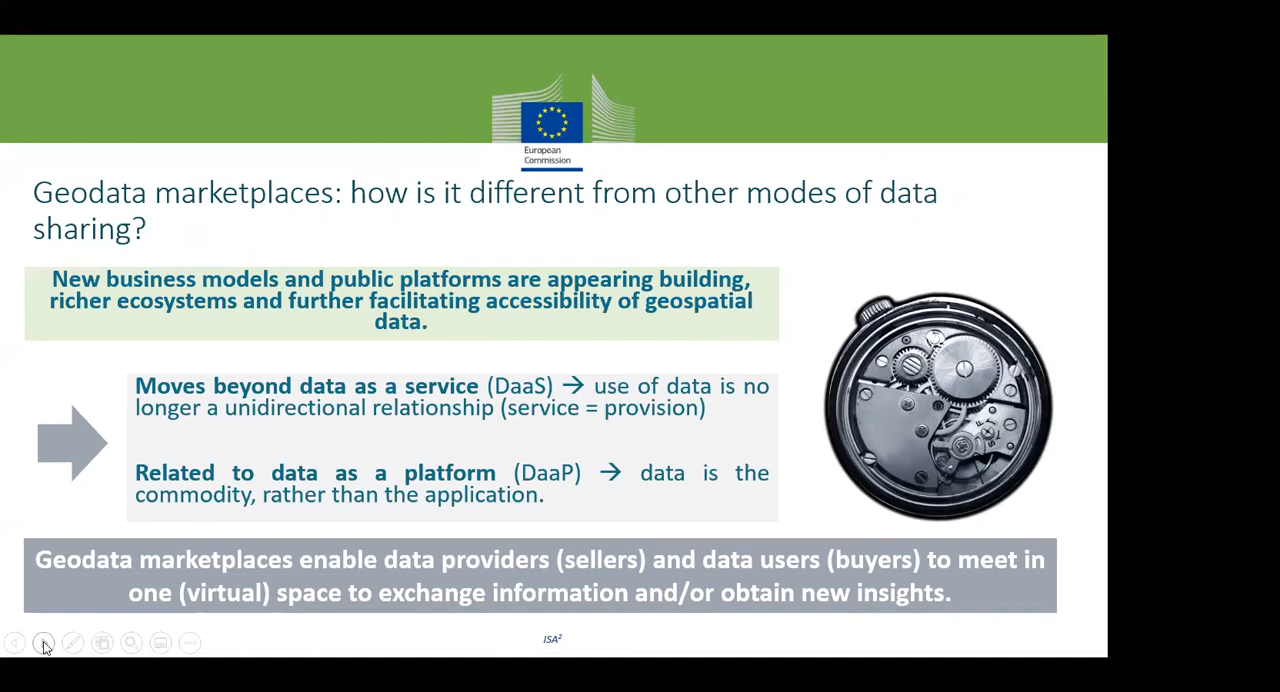 European
Commission
Geodata marketplaces: how is it different from other modes of data
sharing?
New business models and public platforms are appearing building,
richer ecosystems and further facilitating accessibility of geospatial
data.
Moves beyond data as a service (DaaS) → use of data is no
longer a unidirectional relationship (service = provision)
Related to data as a platform (DaaP) → data is the
commodity, rather than the application.
Geodata marketplaces enable data providers (sellers) and data users (buyers) to meet in
one (virtual) space to exchange information and/or obtain new insights.
ISA²